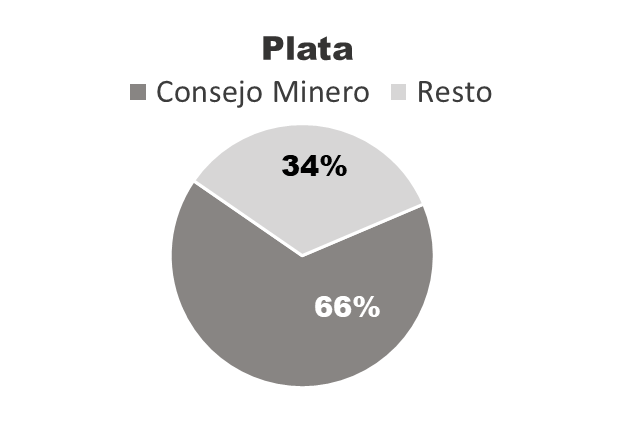 Plata
Consejo Minero Resto
34%
66%